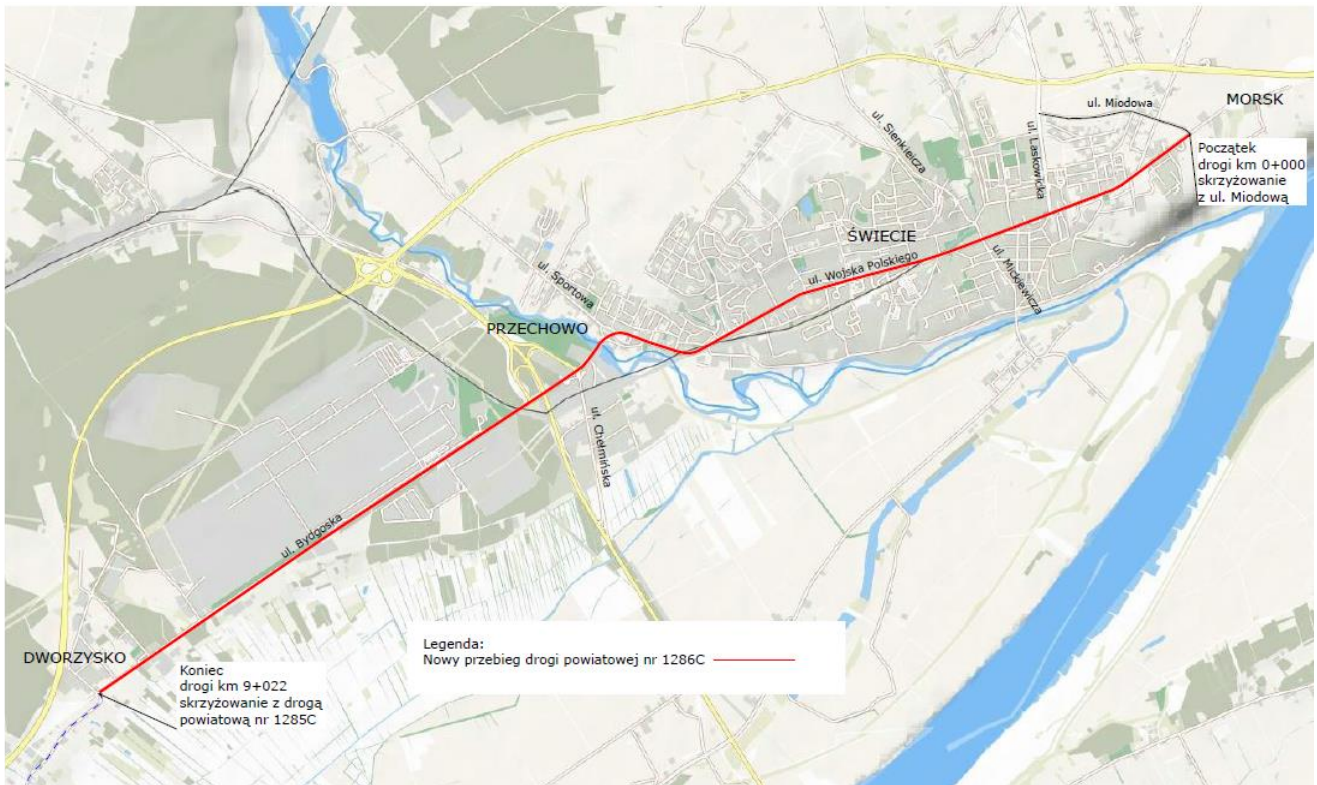 MORSK
ul. Miodowa
ul. Sienkieicza
ul. Laskowicka
Początek
drogi km 0+000
skrzyżowanie
z ul. Miodową
ŚWIECIE
ul. Wojska Polskiego
ul. Mickiewicza
ul. Sportowa
PRZECHOWO
ul. Chełmińska
ul. Bydgoska
DWORZYSKO
Koniec
drogi km 9+022
skrzyżowanie z drogą
powiatową nr 1285C
Legenda:
Nowy przebieg drogi powiatowej nr 1286C